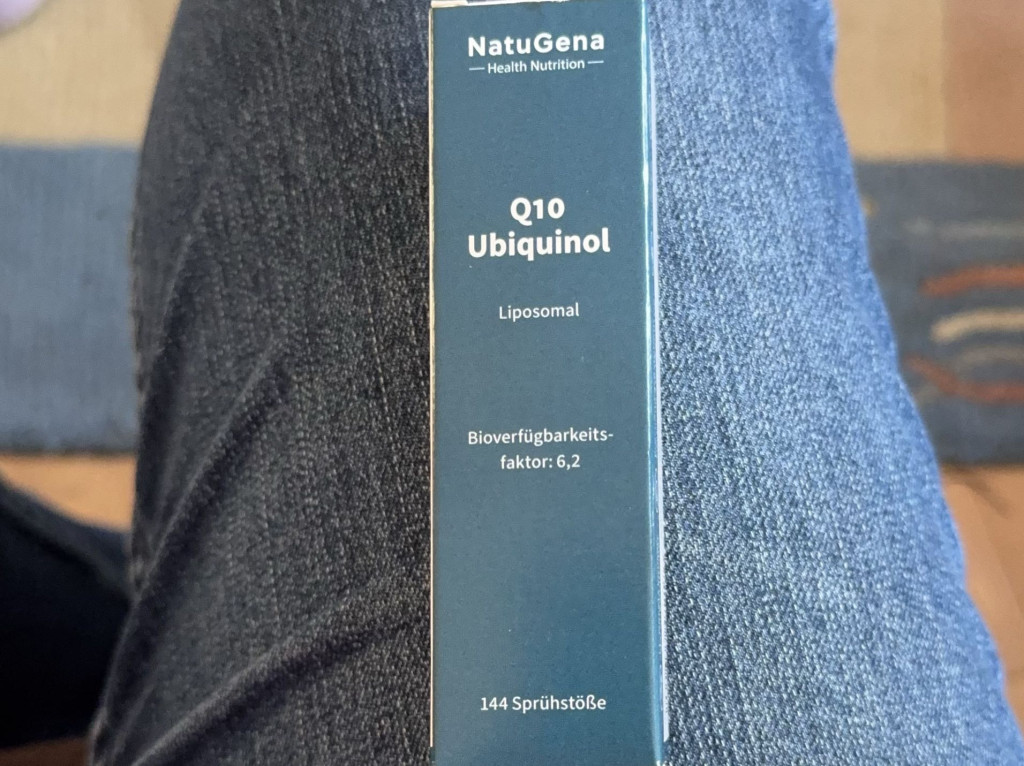 NatuGena
Health Nutrition
Q10
Ubiquinol
Liposomal
Bioverfügbarkeits-
faktor: 6,2
144 Sprühstöße